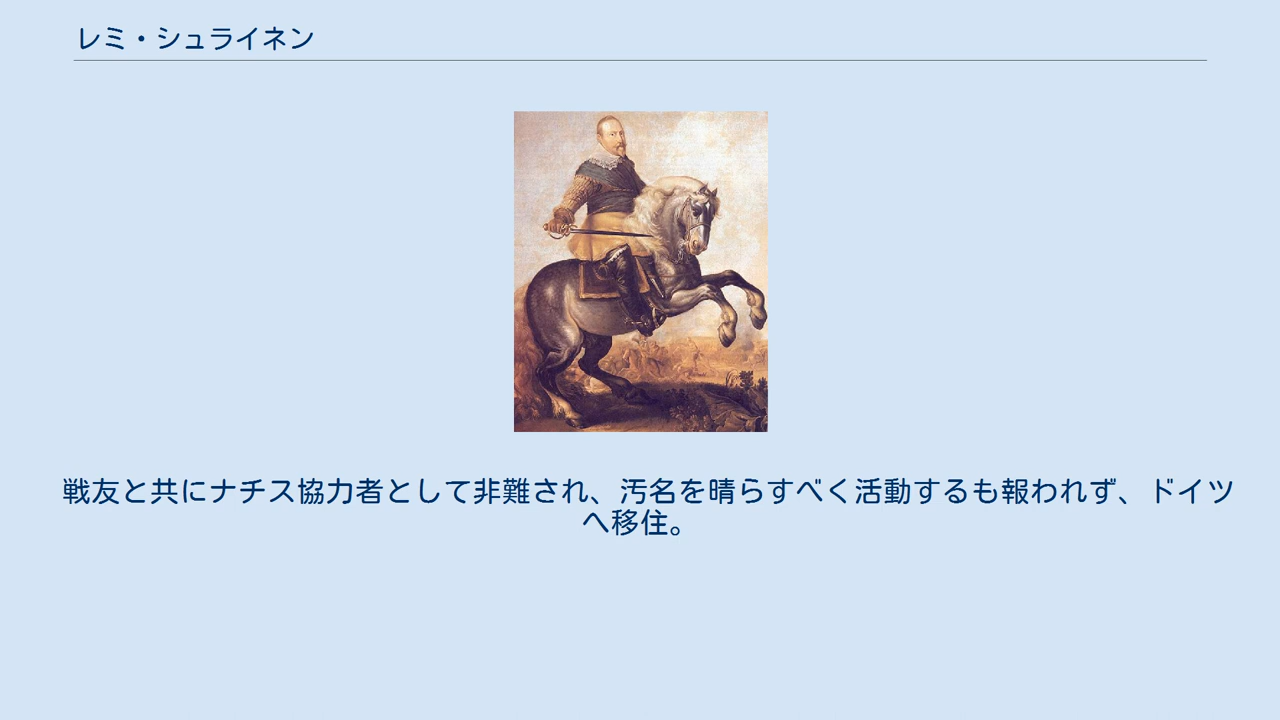 レミ・シュライネン
戦友と共にナチス協力者として非難され、汚名を晴らすべく活動するも報われず、ドイツ
へ移住。